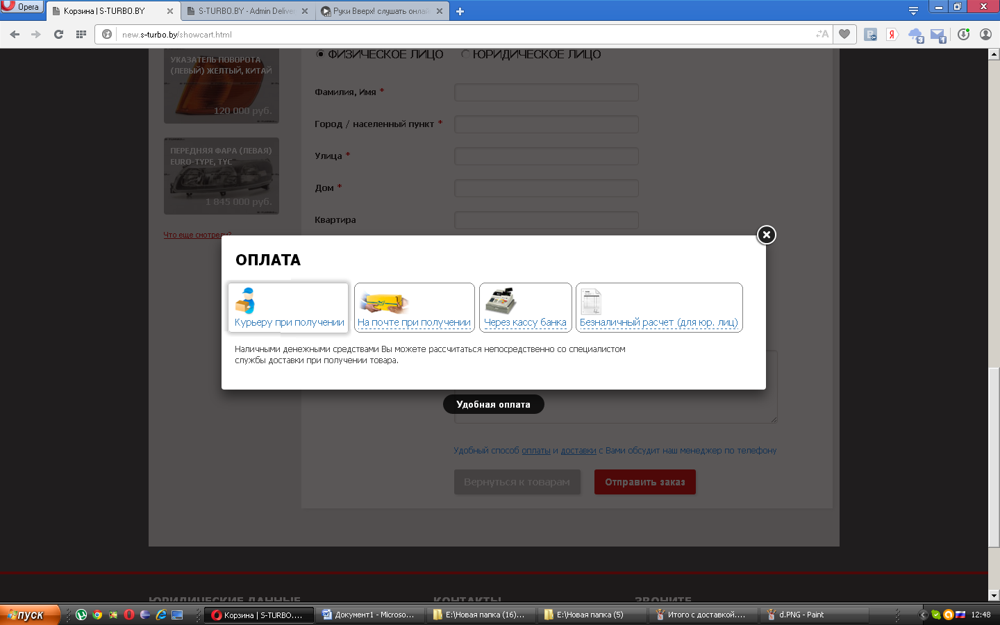 Opera
Корзина | S-TURBO.BY
S-TURBO.BY - Admin Deliver
Руки Вверх! слушать онлай
new.s-turbo.by/showcart.html
3
1
УКАЗАТЕЛЬ ПОВОРОТА
(ЛЕВЫЙ) ЖЕЛТЫЙ, КИТАЙ
120 000 руб.
ПЕРЕДНЯЯ ФАРА (ЛЕВАЯ)
EURO-TYPE, TYC
1 845 000 руб.
Что еще смотрели?
ФИЗИЧЕСКОЕ ЛИЦО
ЮРИДИЧЕСКОЕ ЛИЦО
Фамилия, Имя *
Город / населенный пункт *
Улица *
Дом *
Квартира
ОПЛАТА
Курьеру при получении
На почте при получении
Через кассу банка
Безналичный расчет (для юр. лиц)
Наличными денежными средствами Вы можете рассчитаться непосредственно со специалистом
службы доставки при получении товара.
Удобная оплата
Удобный способ оплаты и доставки с Вами обсудит наш менеджер по телефону
Вернуться к товарам
Отправить заказ
ЮРИДИЧЕСКИЕ ДАННЫЕ
КОНТАКТЫ
ЗВОНИТЕ
пуск
Корзина | S-TURBO....
Документ1 - Microso...
E:\Новая папка (16)...
E:\Новая папка (5)
Итого с доставкой....
d.PNG - Paint
12:48